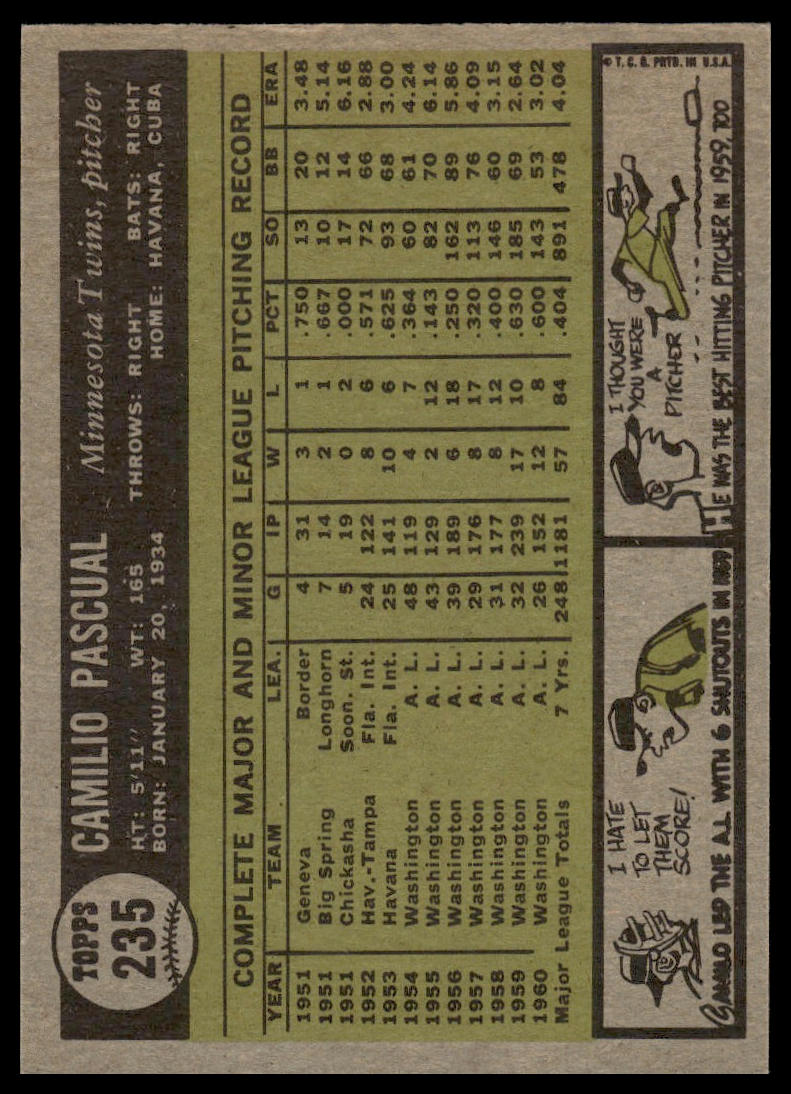 TOPPS
235
CAMILIO PASCUAL Minnesota Twins, pitcher
HT: 5'11" WT: 165 THROWS: RIGHT BATS: RIGHT
BORN: JANUARY 20, 1934 HOME: HAVANA, CUBA
COMPLETE MAJOR AND MINOR LEAGUE PITCHING RECORD
YEAR TEAM LEA. G IP W L PCT SO BB ERA
1951 Geneva Border 4 31 3 1 .750 13 20 3.48
1951 Big Spring Longhorn 7 14 2 1 .667 10 12 5.14
1951 Chickasha Soon. St. 5 19 0 2 .000 17 14 6.16
1952 Hav.-Tampa Fla. Int. 24 122 8 6 .571 72 66 2.88
1953 Havana Fla. Int. 25 141 10 6 .625 93 68 3.00
1954 Washington A. L. 48 119 4 7 .364 60 61 4.24
1955 Washington A. L. 43 129 2 12 .143 82 70 6.14
1956 Washington A. L. 39 189 6 18 .250 162 89 5.86
1957 Washington A. L. 29 176 8 17 .320 113 76 4.09
1958 Washington A. L. 31 177 8 12 .400 146 60 3.15
1959 Washington A. L. 32 239 17 10 .630 185 69 2.64
1960 Washington A. L. 26 152 12 8 .600 143 53 3.02
Major League Totals 7 Yrs. 248 1181 57 84 .404 891 478 4.04
I HATE
TO LET
THEM
SCORE!
CAMILO LED THE A.L. WITH 6 SHUTOUTS IN 1959
I THOUGHT
YOU WERE
A
PITCHER
HE WAS THE BEST HITTING PITCHER IN 1959, TOO
© T. C. G. PRTD. IN U.S.A.